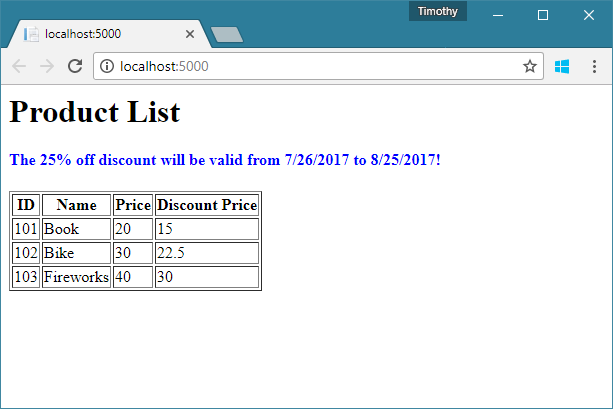 Timothy
localhost:5000
localhost:5000
Product List
The 25% off discount will be valid from 7/26/2017 to 8/25/2017!
ID Name Price Discount Price
101 Book 20 15
102 Bike 30 22.5
103 Fireworks 40 30